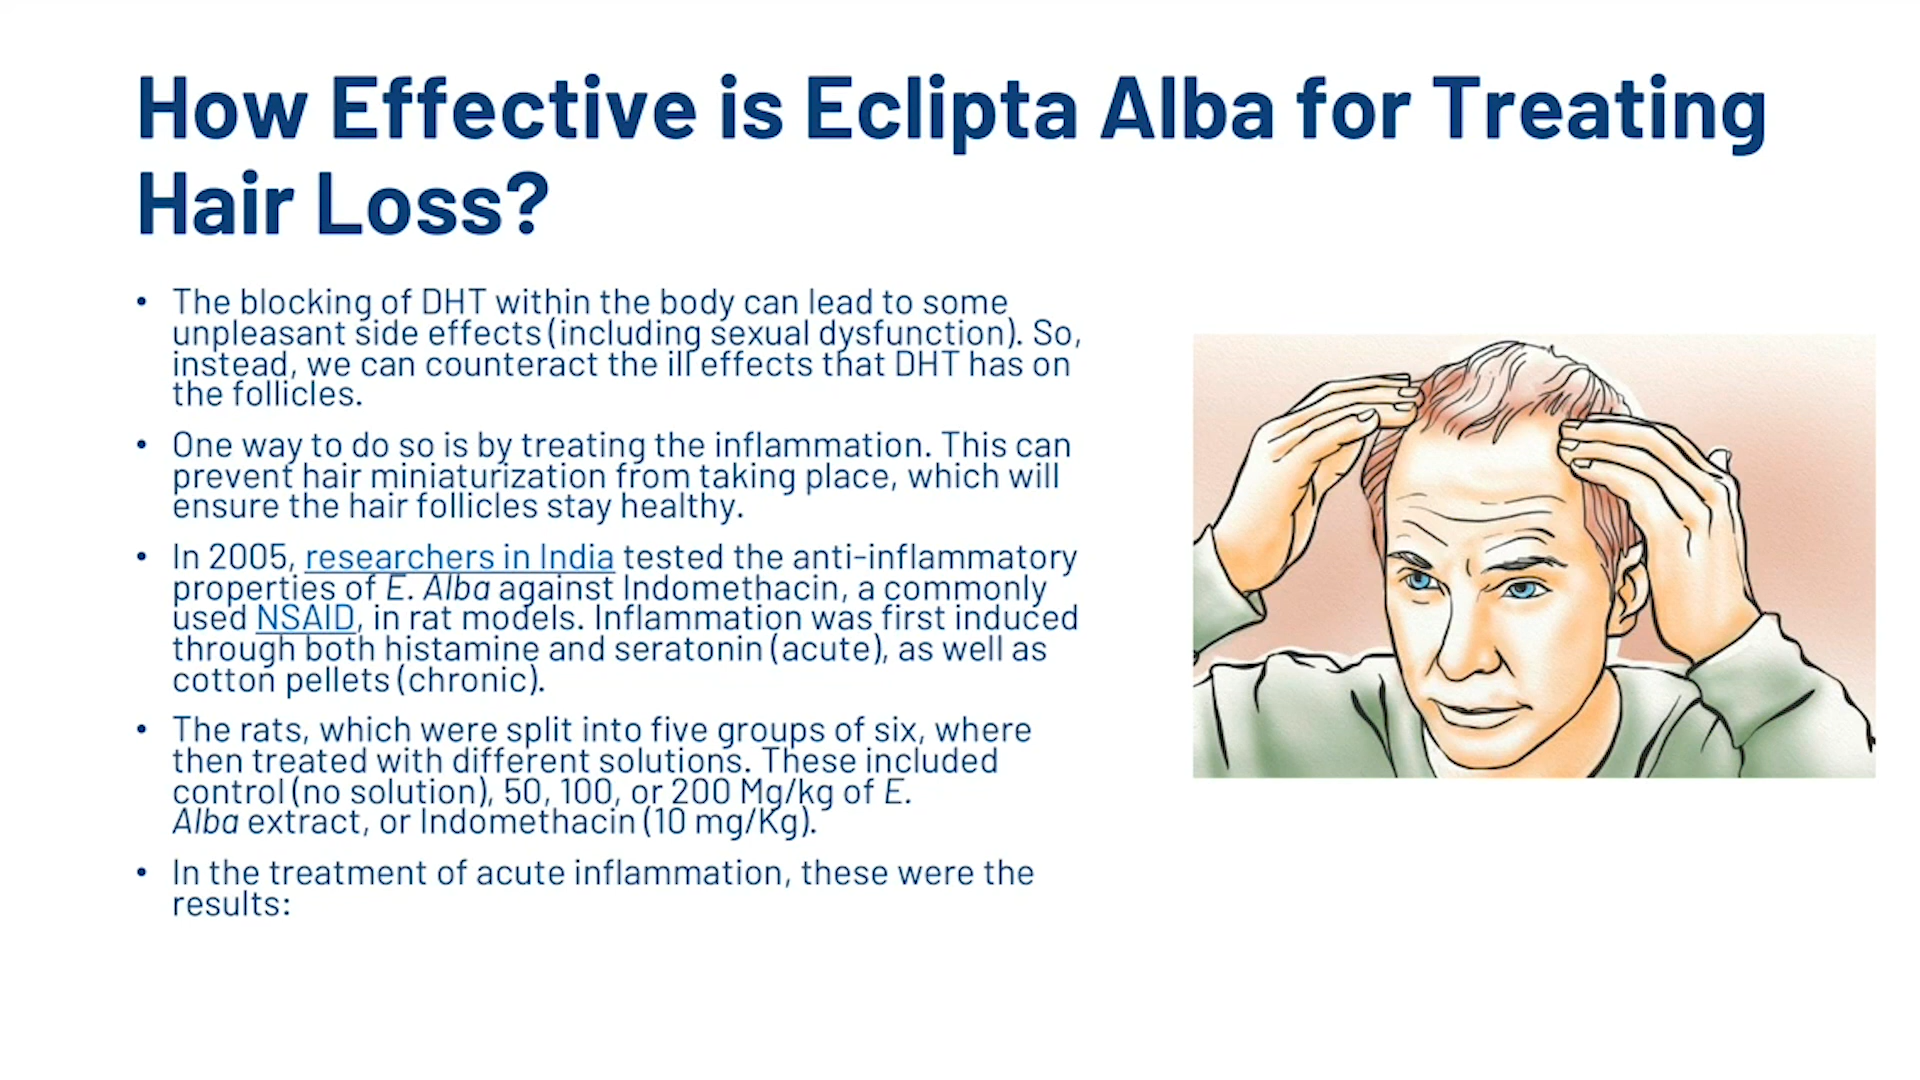 How Effective is Eclipta Alba for Treating
Hair Loss?
• The blocking of DHT within the body can lead to some
unpleasant side effects (including sexual dysfunction). So,
instead, we can counteract the ill effects that DHT has on
the follicles.
• One way to do so is by treating the inflammation. This can
prevent hair miniaturization from taking place, which will
ensure the hair follicles stay healthy.
• In 2005, researchers in India tested the anti-inflammatory
properties of E. Alba against Indomethacin, a commonly
used NSAID, in rat models. Inflammation was first induced
through both histamine and seratonin (acute), as well as
cotton pellets (chronic).
• The rats, which were split into five groups of six, where
then treated with different solutions. These included
control (no solution), 50, 100, or 200 Mg/kg of E.
Alba extract, or Indomethacin (10 mg/Kg).
• In the treatment of acute inflammation, these were the
results: